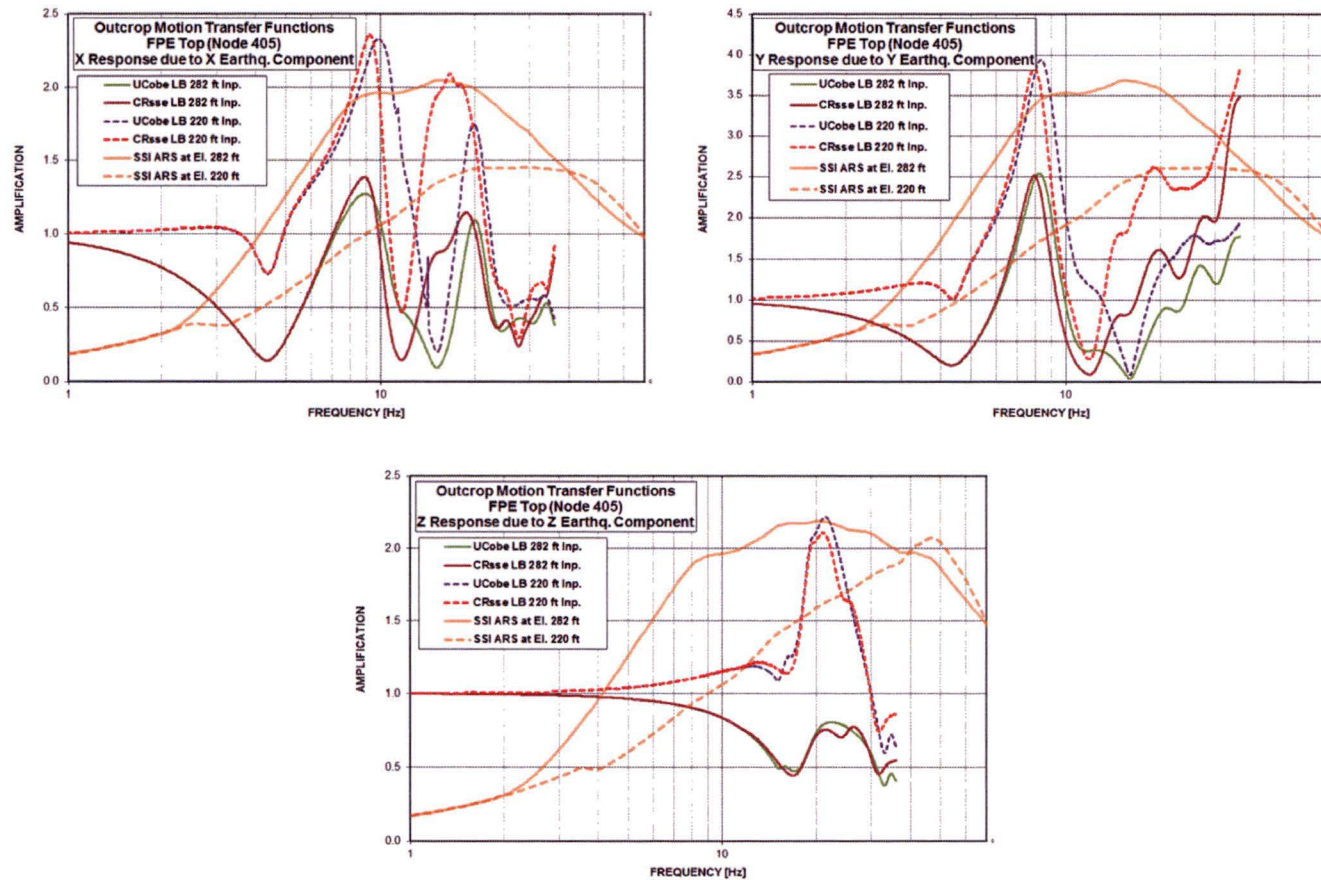 Outcrop Motion Transfer Functions
FPE Top (Node 405)
X Response due to X Earthq. Component
UCobe LB 282 ft Inp.
CRsse LB 282 ft Inp.
UCobe LB 220 ft Inp.
CRsse LB 220 ft Inp.
SSI ARS at El. 282 ft
SSI ARS at El. 220 ft
AMPLIFICATION
2.5
2.0
1.5
1.0
0.5
0.0
1
10
FREQUENCY [Hz]
Outcrop Motion Transfer Functions
FPE Top (Node 405)
Y Response due to Y Earthq. Component
UCobe LB 282 ft Inp.
CRsse LB 282 ft Inp.
UCobe LB 220 ft Inp.
CRsse LB 220 ft Inp.
SSI ARS at El. 282 ft
SSI ARS at El. 220 ft
AMPLIFICATION
4.5
4.0
3.5
3.0
2.5
2.0
1.5
1.0
0.5
0.0
1
10
FREQUENCY [Hz]
Outcrop Motion Transfer Functions
FPE Top (Node 405)
Z Response due to Z Earthq. Component
UCobe LB 282 ft Inp.
CRsse LB 282 ft Inp.
UCobe LB 220 ft Inp.
CRsse LB 220 ft Inp.
SSI ARS at El. 282 ft
SSI ARS at El. 220 ft
AMPLIFICATION
2.5
2.0
1.5
1.0
0.5
0.0
1
10
FREQUENCY [Hz]